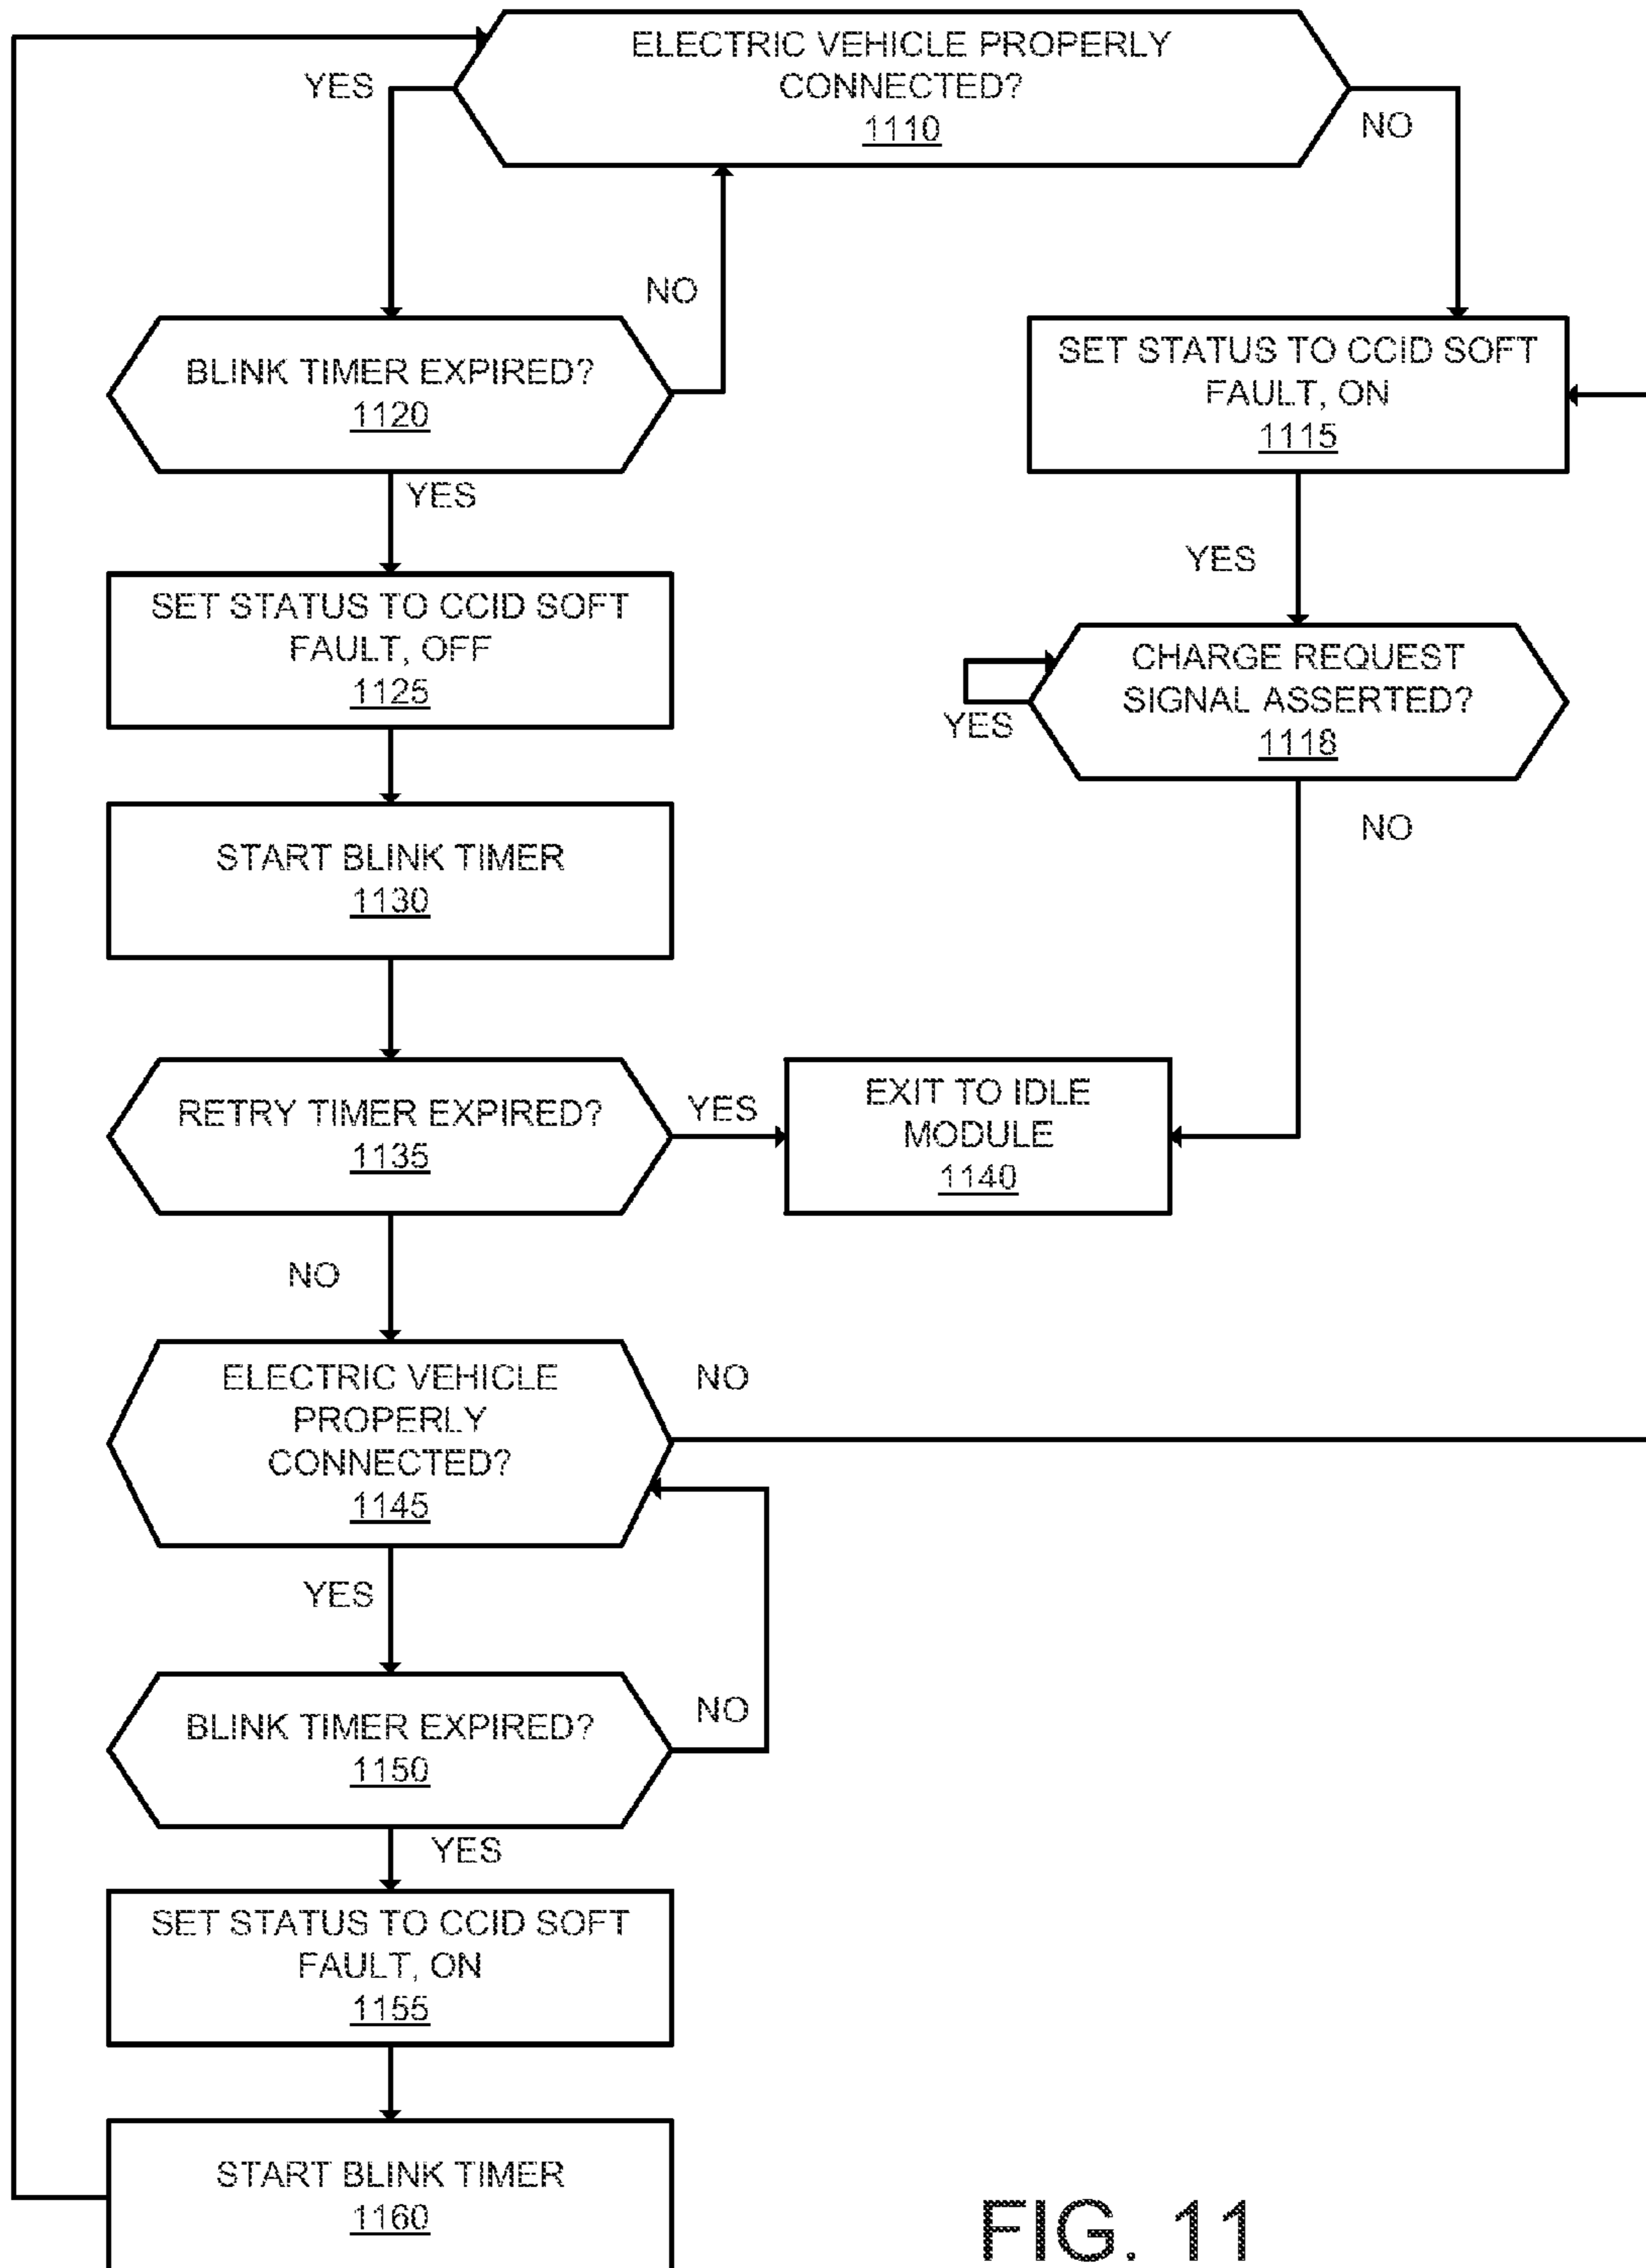 ELECTRIC VEHICLE PROPERLY
CONNECTED?
1110
YES
NO
NO
BLINK TIMER EXPIRED?
1120
SET STATUS TO CCID SOFT
FAULT, ON
1115
YES
YES
SET STATUS TO CCID SOFT
FAULT, OFF
1125
CHARGE REQUEST
SIGNAL ASSERTED?
1118
YES
NO
START BLINK TIMER
1130
RETRY TIMER EXPIRED?
1135
YES
EXIT TO IDLE
MODULE
1140
NO
ELECTRIC VEHICLE
PROPERLY
CONNECTED?
1145
NO
YES
BLINK TIMER EXPIRED?
1150
NO
YES
SET STATUS TO CCID SOFT
FAULT, ON
1155
START BLINK TIMER
1160
FIG. 11